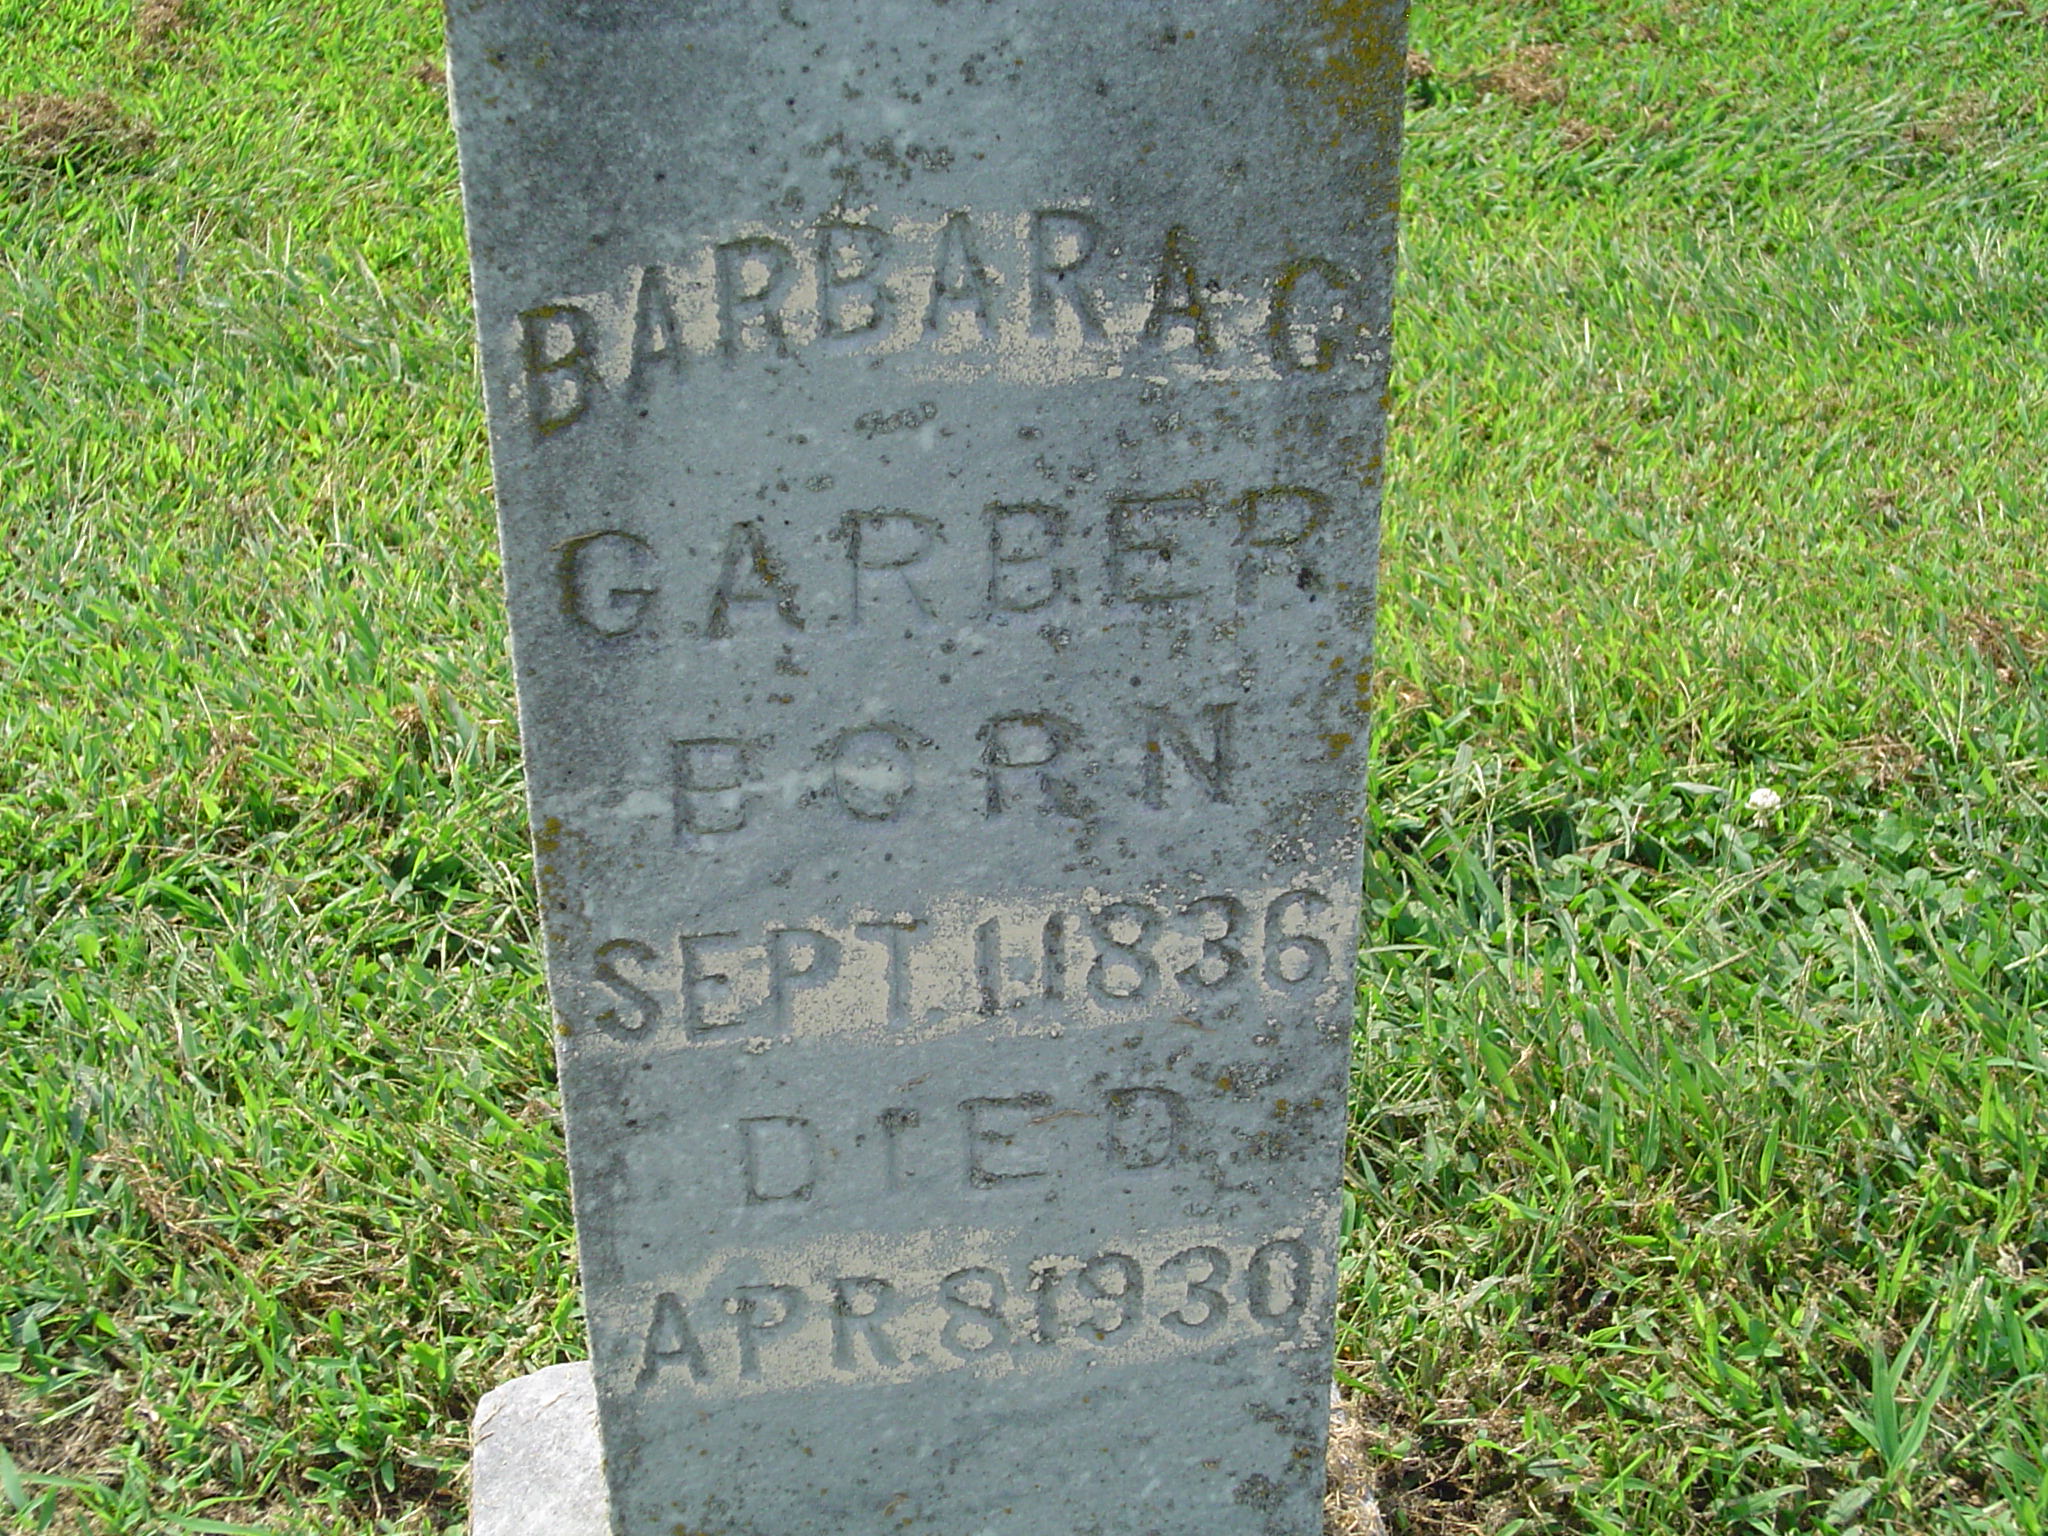 BARBARA C
GARBER
BORN
SEPT. 1 1836
DIED
APR. 8 1930